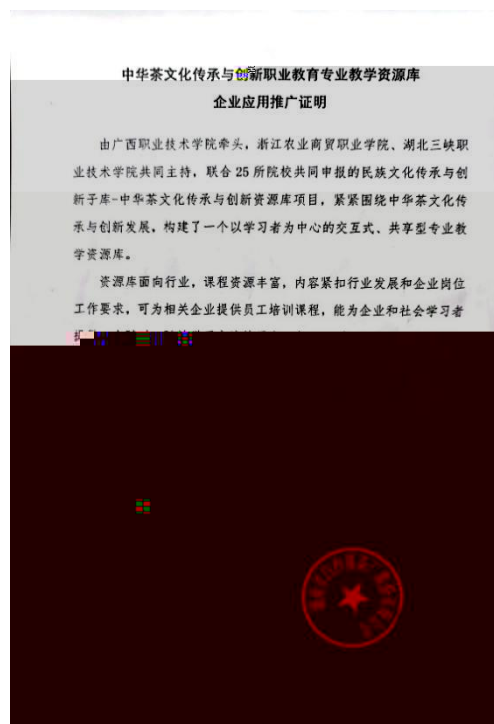 中华茶文化传承与创新职业教育专业教学资源库
企业应用推广证明
由广西职业技术学院牵头，浙江农业商贸职业学院、湖北三峡职
业技术学院共同主持，联合 25 所院校共同申报的民族文化传承与创
新子库-中华茶文化传承与创新资源库项目，紧紧围绕中华茶文化传
承与创新发展，构建了一个以学习者为中心的交互式、共享型专业教
学资源库。
资源库面向行业，课程资源丰富，内容紧扣行业发展和企业岗位
工作要求，可为相关企业提供员工培训课程，能为企业和社会学习者